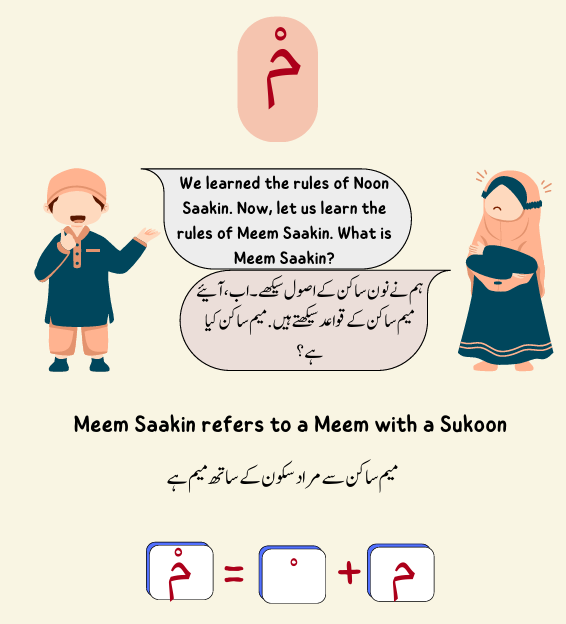 مْ
We learned the rules of Noon
Saakin. Now, let us learn the
rules of Meem Saakin. What is
Meem Saakin?
ہم نے نون ساکن کے اصول سیکھے۔ اب، آیئے
میم ساکن کے قواعد سیکھتے ہیں. میم ساکن کیا
ہے؟
Meem Saakin refers to a Meem with a Sukoon
میم ساکن سے مراد سکون کے ساتھ میم ہے
م + ْ = مْ